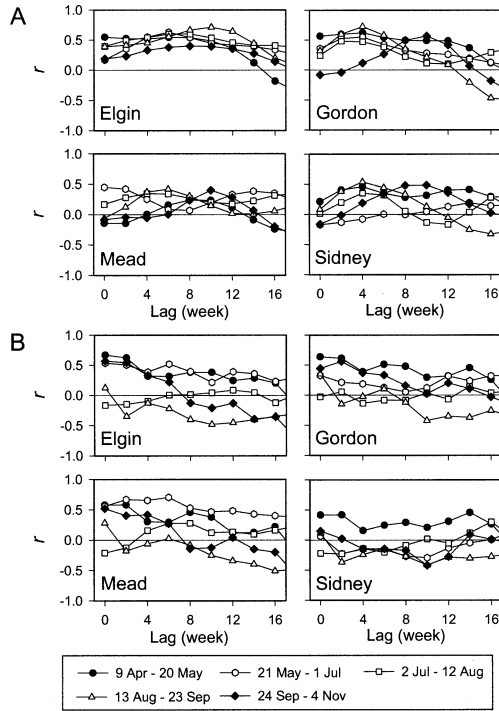 A
1.0
0.5
0.0
-0.5
-1.0
r
Elgin
Gordon
1.0
0.5
0.0
-0.5
-1.0
r
Mead
Sidney
0 4 8 12 16
0 4 8 12 16
Lag (week)
Lag (week)
B
1.0
0.5
0.0
-0.5
-1.0
r
Elgin
Gordon
1.0
0.5
0.0
-0.5
-1.0
r
Mead
Sidney
0 4 8 12 16
0 4 8 12 16
Lag (week)
Lag (week)
9 Apr - 20 May
21 May - 1 Jul
2 Jul - 12 Aug
13 Aug - 23 Sep
24 Sep - 4 Nov